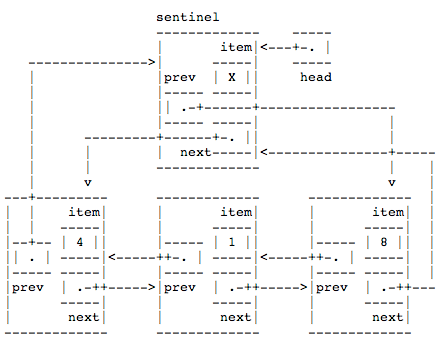 sentinel
item
prev X head
next
item item item
4 1 8
prev prev prev
next next next